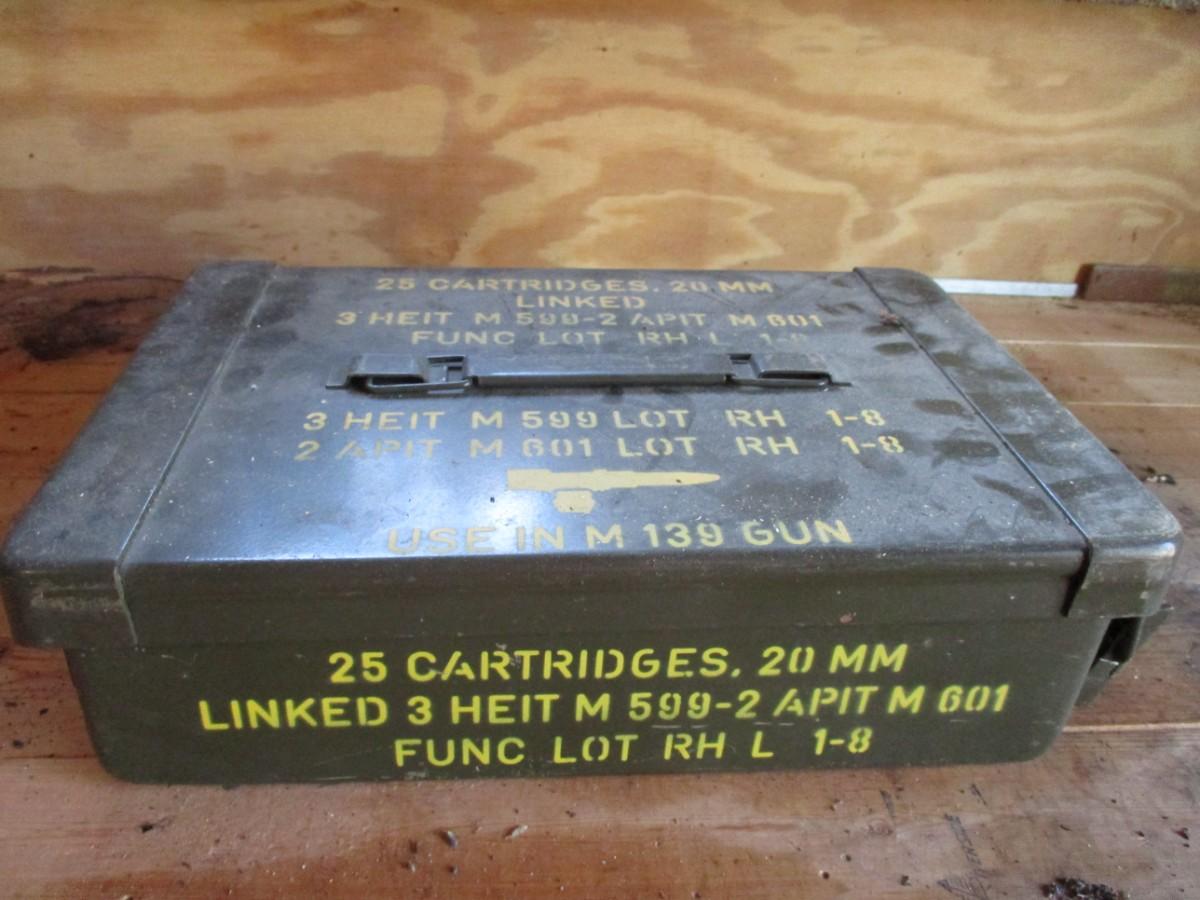 25 CARTRIDGES. 20 MM
LINKED
3 HEIT M 599-2 APIT M 601
FUNC LOT RH L 1-8
3 HEIT M 599 LOT RH 1-8
2 APIT M 601 LOT RH 1-8
USE IN M 139 GUN
25 CARTRIDGES. 20 MM
LINKED 3 HEIT M 599-2 APIT M 601
FUNC LOT RH L 1-8